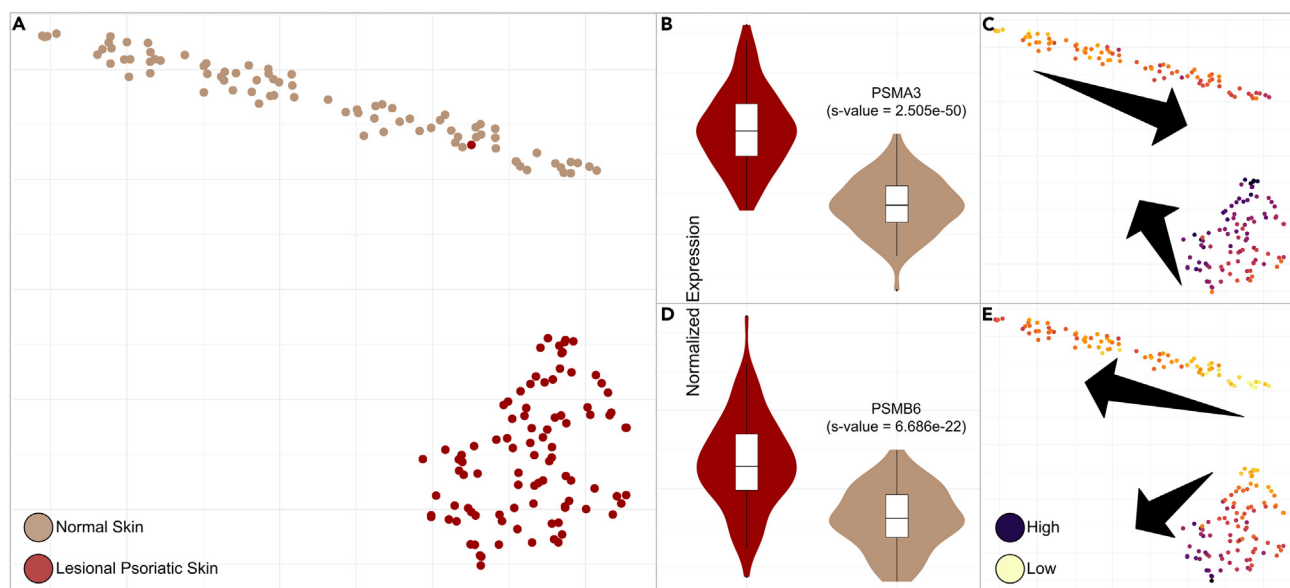 A
Normal Skin
Lesional Psoriatic Skin
B
PSMA3
(s-value = 2.505e-50)
Normalized Expression
D
PSMB6
(s-value = 6.686e-22)
C
E
High
Low